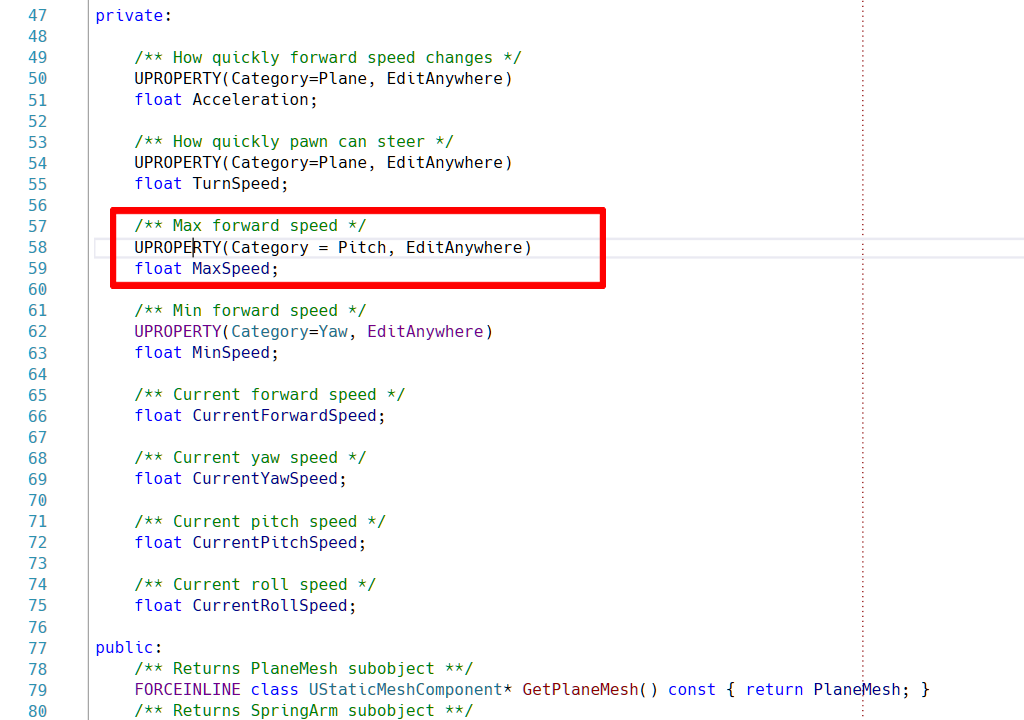 47 private:
48
49 /** How quickly forward speed changes */
50 UPROPERTY(Category=Plane, EditAnywhere)
51 float Acceleration;
52
53 /** How quickly pawn can steer */
54 UPROPERTY(Category=Plane, EditAnywhere)
55 float TurnSpeed;
56
57 /** Max forward speed */
58 UPROPERTY(Category = Pitch, EditAnywhere)
59 float MaxSpeed;
60
61 /** Min forward speed */
62 UPROPERTY(Category=Yaw, EditAnywhere)
63 float MinSpeed;
64
65 /** Current forward speed */
66 float CurrentForwardSpeed;
67
68 /** Current yaw speed */
69 float CurrentYawSpeed;
70
71 /** Current pitch speed */
72 float CurrentPitchSpeed;
73
74 /** Current roll speed */
75 float CurrentRollSpeed;
76
77 public:
78 /** Returns PlaneMesh subobject **/
79 FORCEINLINE class UStaticMeshComponent* GetPlaneMesh() const { return PlaneMesh; }
80 /** Returns SpringArm subobject **/